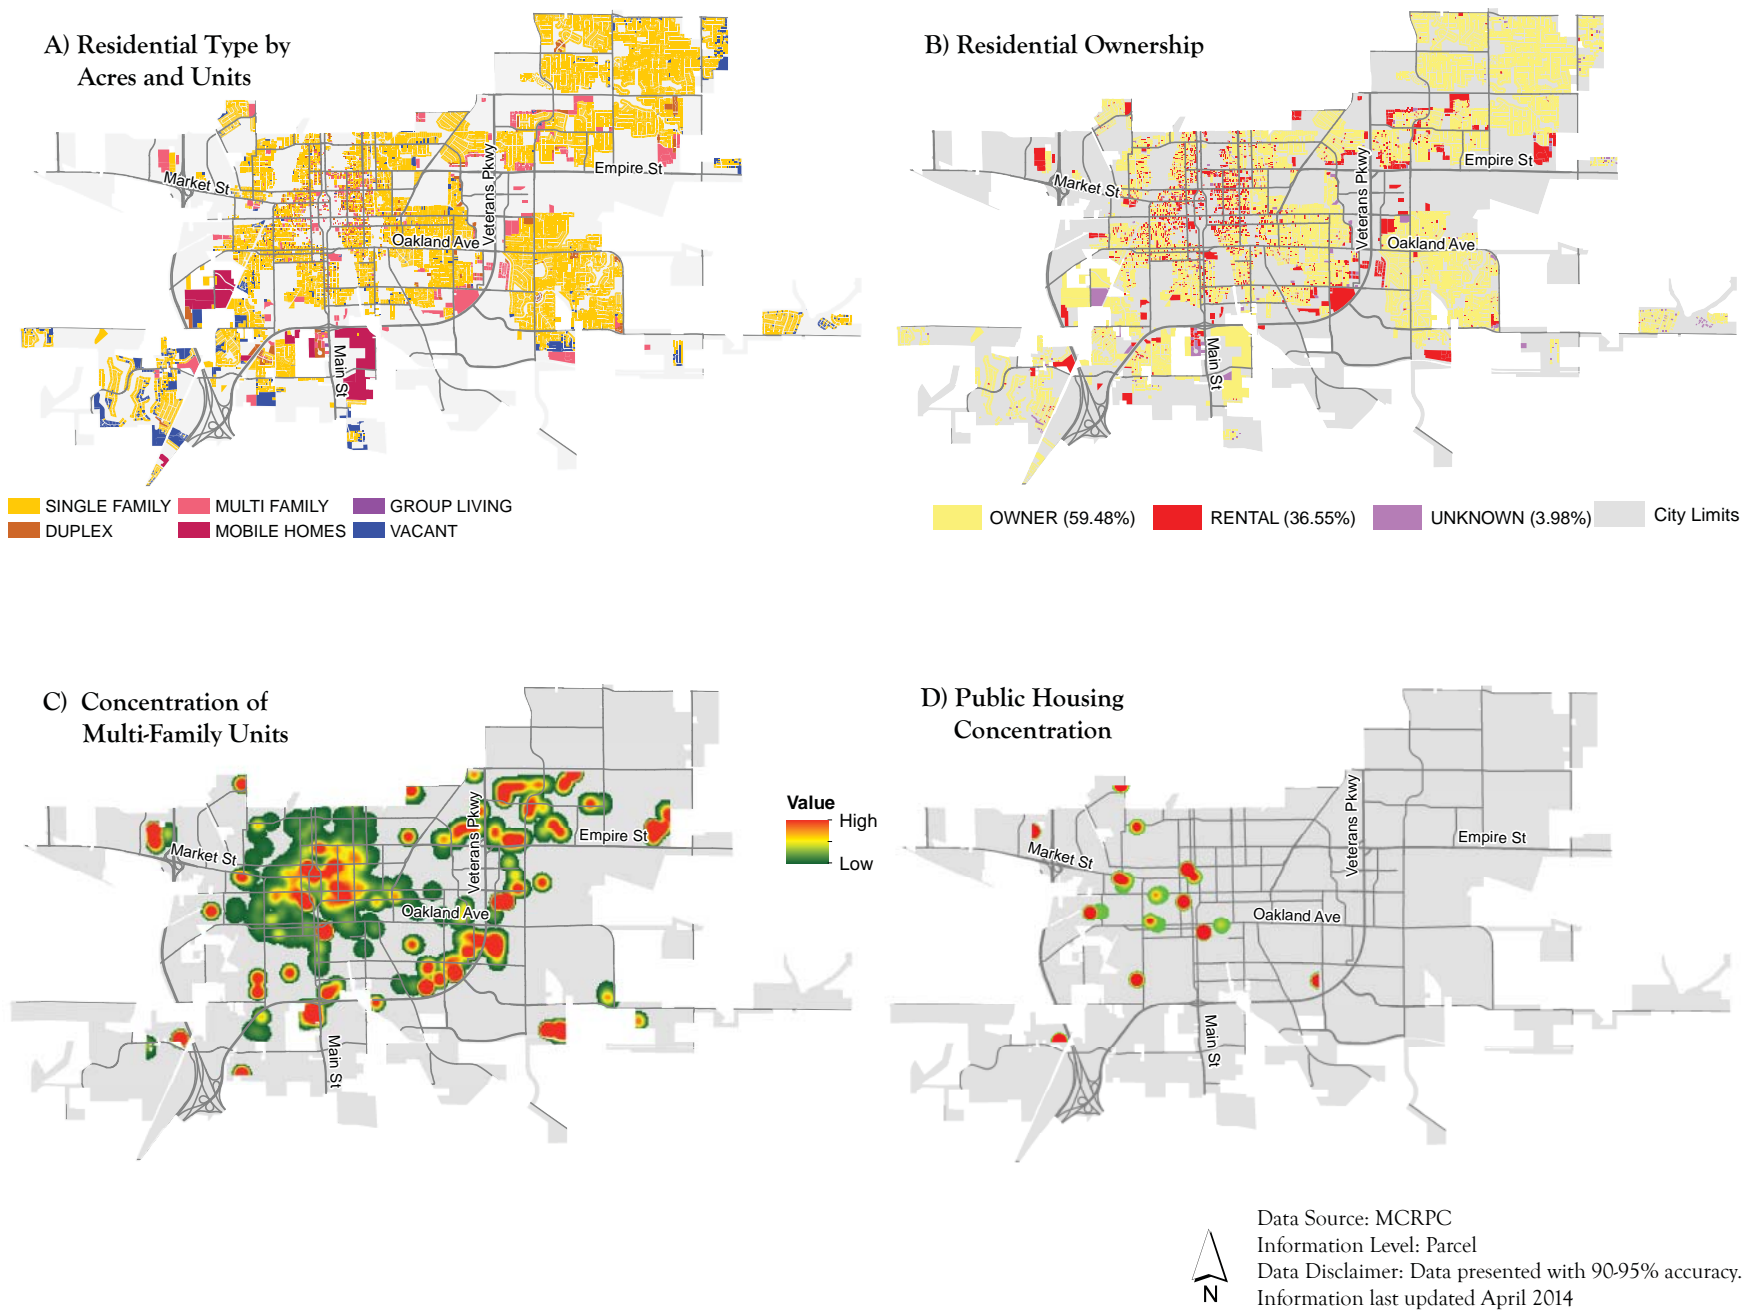 A) Residential Type by
Acres and Units
Veterans Pkwy
Empire St
Market St
Oakland Ave
Main St
SINGLE FAMILY
MULTI FAMILY
GROUP LIVING
DUPLEX
MOBILE HOMES
VACANT
B) Residential Ownership
Empire St
Market St
Veterans Pkwy
Oakland Ave
Main St
OWNER (59.48%)
RENTAL (36.55%)
UNKNOWN (3.98%)
City Limits
C) Concentration of
Multi-Family Units
Veterans Pkwy
Empire St
Market St
Oakland Ave
Main St
Value
High
Low
D) Public Housing
Concentration
Veterans Pkwy
Empire St
Market St
Oakland Ave
Main St
N
Data Source: MCRPC
Information Level: Parcel
Data Disclaimer: Data presented with 90-95% accuracy.
Information last updated April 2014